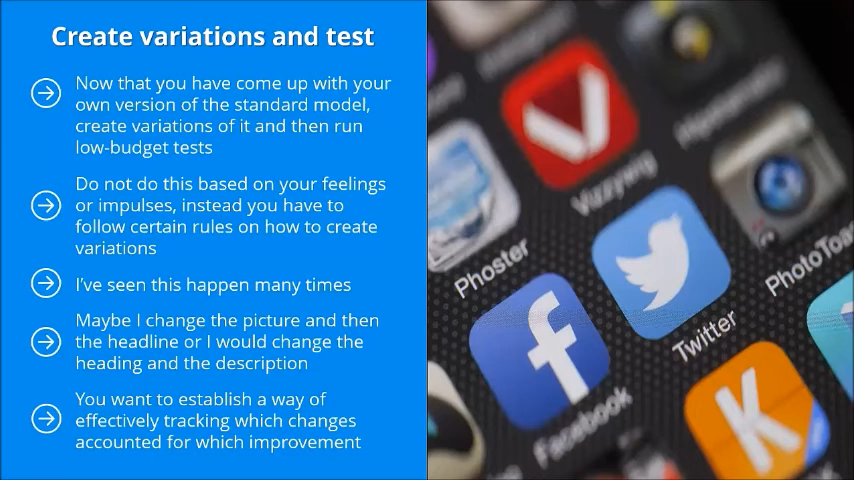 Create variations and test
Now that you have come up with your
own version of the standard model,
create variations of it and then run
low-budget tests
Do not do this based on your feelings
or impulses, instead you have to
follow certain rules on how to create
variations
I've seen this happen many times
Maybe I change the picture and then
the headline or I would change the
heading and the description
You want to establish a way of
effectively tracking which changes
accounted for which improvement
Vizzywig
Phoster
PhotoToa
Twitter
Facebook